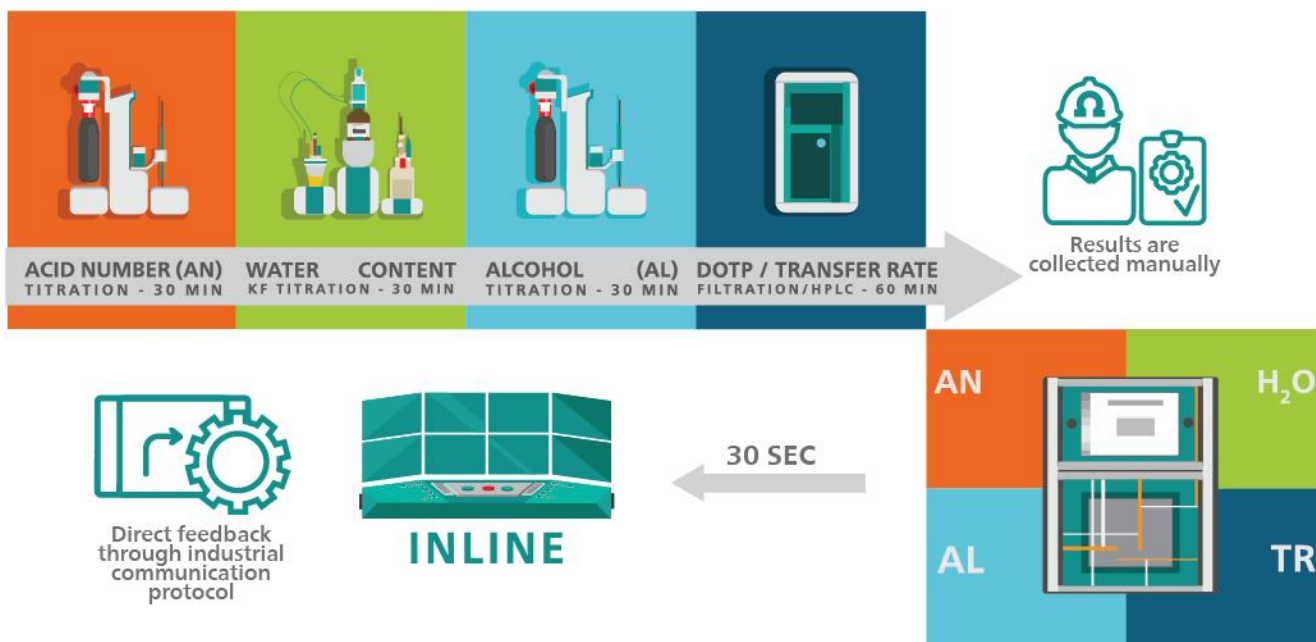 ACID NUMBER (AN)
TITRATION - 30 MIN
WATER CONTENT
KF TITRATION - 30 MIN
ALCOHOL (AL)
TITRATION - 30 MIN
DOTP / TRANSFER RATE
FILTRATION/HPLC - 60 MIN
Ω
Results are
collected manually
AN
H₂O
AL
TR
30 SEC
INLINE
Direct feedback
through industrial
communication
protocol